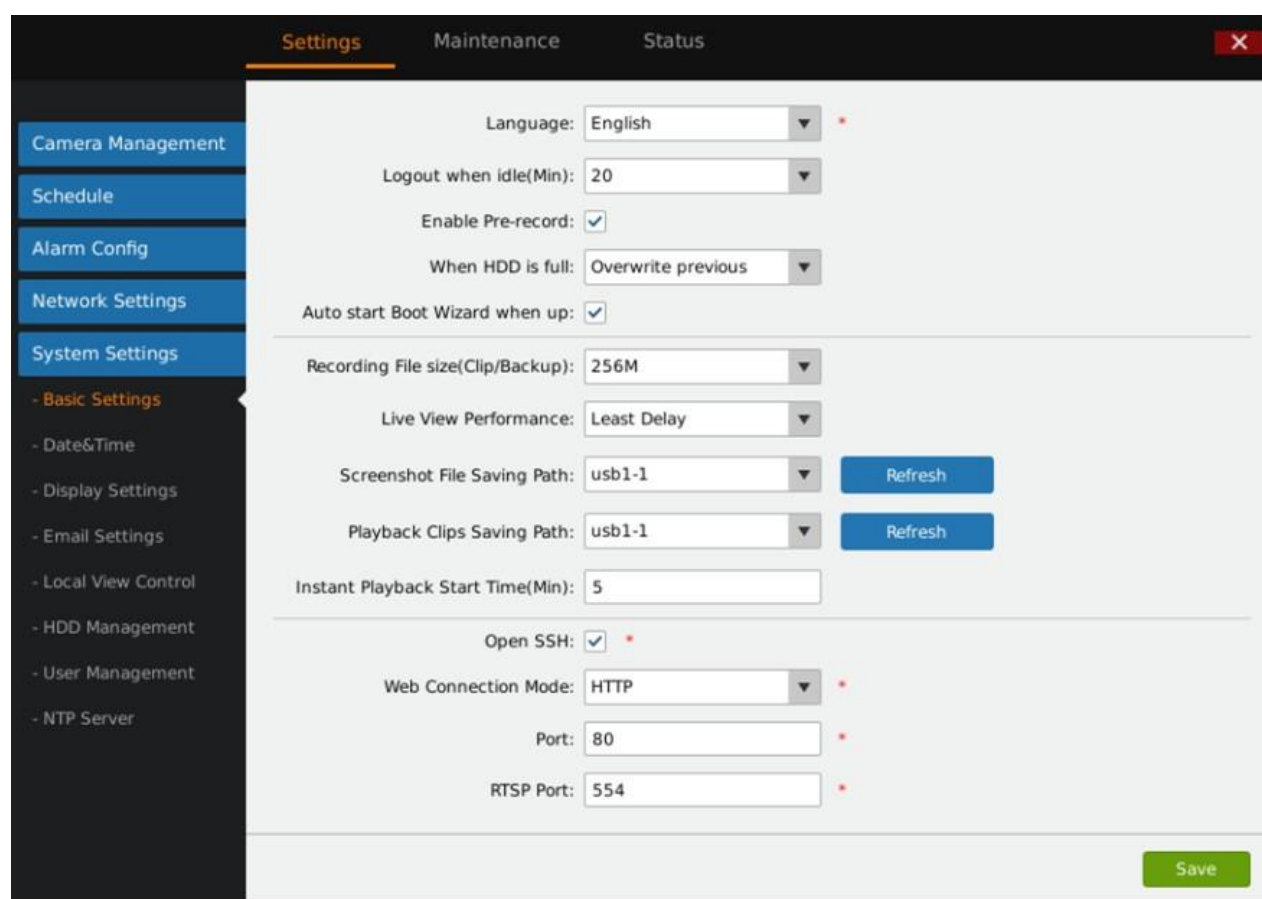 Settings Maintenance Status
Camera Management
Schedule
Alarm Config
Network Settings
System Settings
- Basic Settings
- Date&Time
- Display Settings
- Email Settings
- Local View Control
- HDD Management
- User Management
- NTP Server
Language: English *
Logout when idle(Min): 20
Enable Pre-record:
When HDD is full: Overwrite previous
Auto start Boot Wizard when up:
Recording File size(Clip/Backup): 256M
Live View Performance: Least Delay
Screenshot File Saving Path: usb1-1 Refresh
Playback Clips Saving Path: usb1-1 Refresh
Instant Playback Start Time(Min): 5
Open SSH: *
Web Connection Mode: HTTP *
Port: 80 *
RTSP Port: 554 *
Save